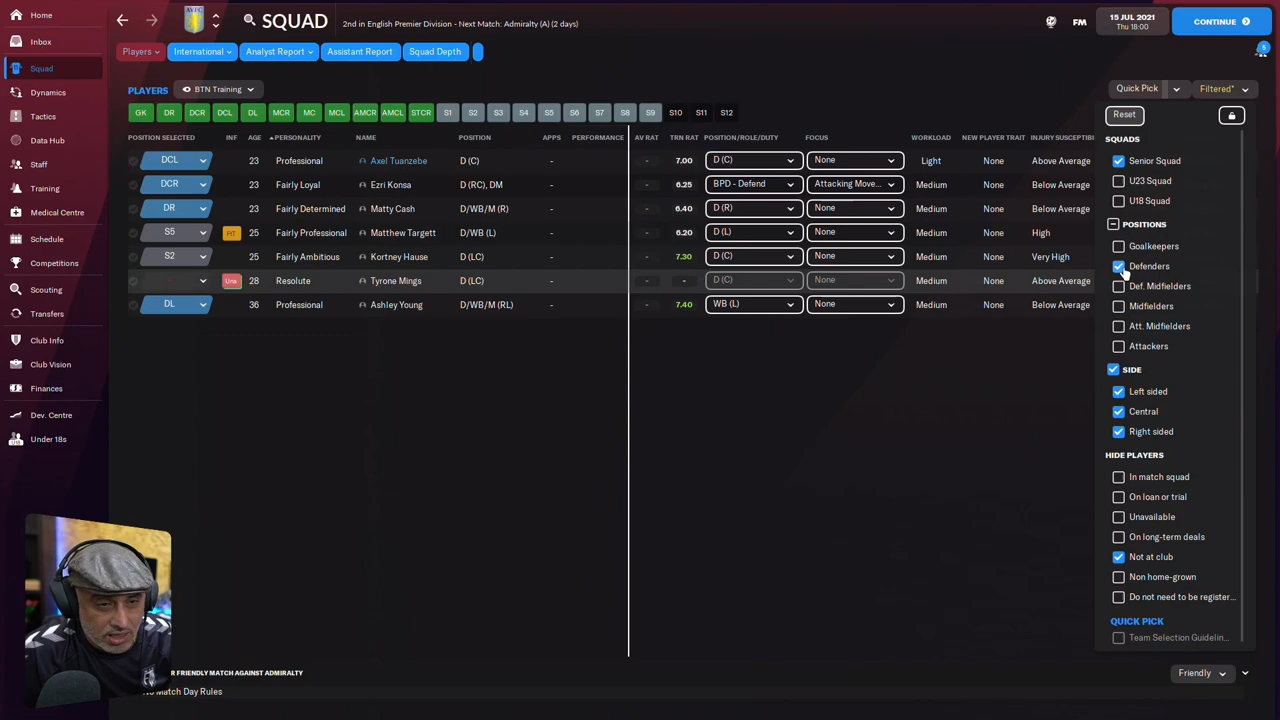 Home
Inbox
Squad
Dynamics
Tactics
Data Hub
Staff
Training
Medical Centre
Schedule
Competitions
Scouting
Transfers
Club Info
Club Vision
Finances
Dev. Centre
Under 18s
AVFC
SQUAD
2nd in English Premier Division - Next Match: Admiralty (A) (2 days)
FM
15 JUL 2021
Thu 18:00
CONTINUE
5
Players International Analyst Report Assistant Report Squad Depth
PLAYERS BTN Training Quick Pick Filtered*
GK DR DCR DCL DL MCR MC MCL AMCR AMCL STCR S1 S2 S3 S4 S5 S6 S7 S8 S9 S10 S11 S12
POSITION SELECTED INF AGE PERSONALITY NAME POSITION APPS PERFORMANCE AV RAT TRN RAT POSITION/ROLE/DUTY FOCUS WORKLOAD NEW PLAYER TRAIT INJURY SUSCEPTIB
DCL 23 Professional Axel Tuanzebe D (C) - - 7.00 D (C) None Light None Above Average
DCR 23 Fairly Loyal Ezri Konsa D (RC), DM - - 6.25 BPD - Defend Attacking Move... Medium None Below Average
DR 23 Fairly Determined Matty Cash D/WB/M (R) - - 6.40 D (R) None Medium None Below Average
S5 FIT 25 Fairly Professional Matthew Targett D/WB (L) - - 6.20 D (L) None Medium None High
S2 25 Fairly Ambitious Kortney Hause D (LC) - - 7.30 D (C) None Medium None Very High
Una 28 Resolute Tyrone Mings D (LC) - - - D (C) None Medium None Above Average
DL 36 Professional Ashley Young D/WB/M (RL) - - 7.40 WB (L) None Medium None Below Average
Reset
SQUADS
Senior Squad
U23 Squad
U18 Squad
POSITIONS
Goalkeepers
Defenders
Def. Midfielders
Midfielders
Att. Midfielders
Attackers
SIDE
Left sided
Central
Right sided
HIDE PLAYERS
In match squad
On loan or trial
Unavailable
On long-term deals
Not at club
Non home-grown
Do not need to be register...
QUICK PICK
Team Selection Guidelin...
R FRIENDLY MATCH AGAINST ADMIRALTY
Friendly
No Match Day Rules